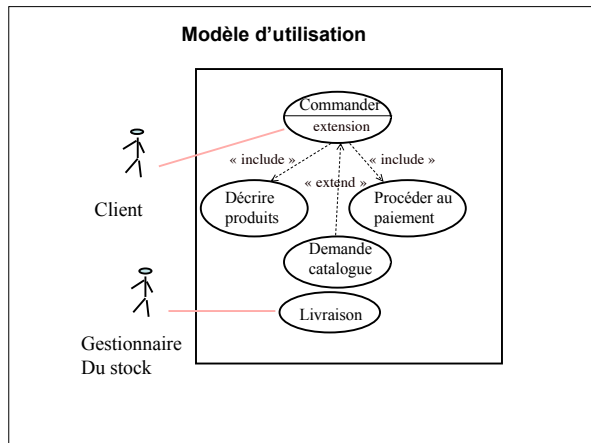 Modèle d’utilisation
Commander
extension
« include »
« include »
« extend »
Décrire
produits
Procéder au
paiement
Client
Demande
catalogue
Livraison
Gestionnaire
Du stock